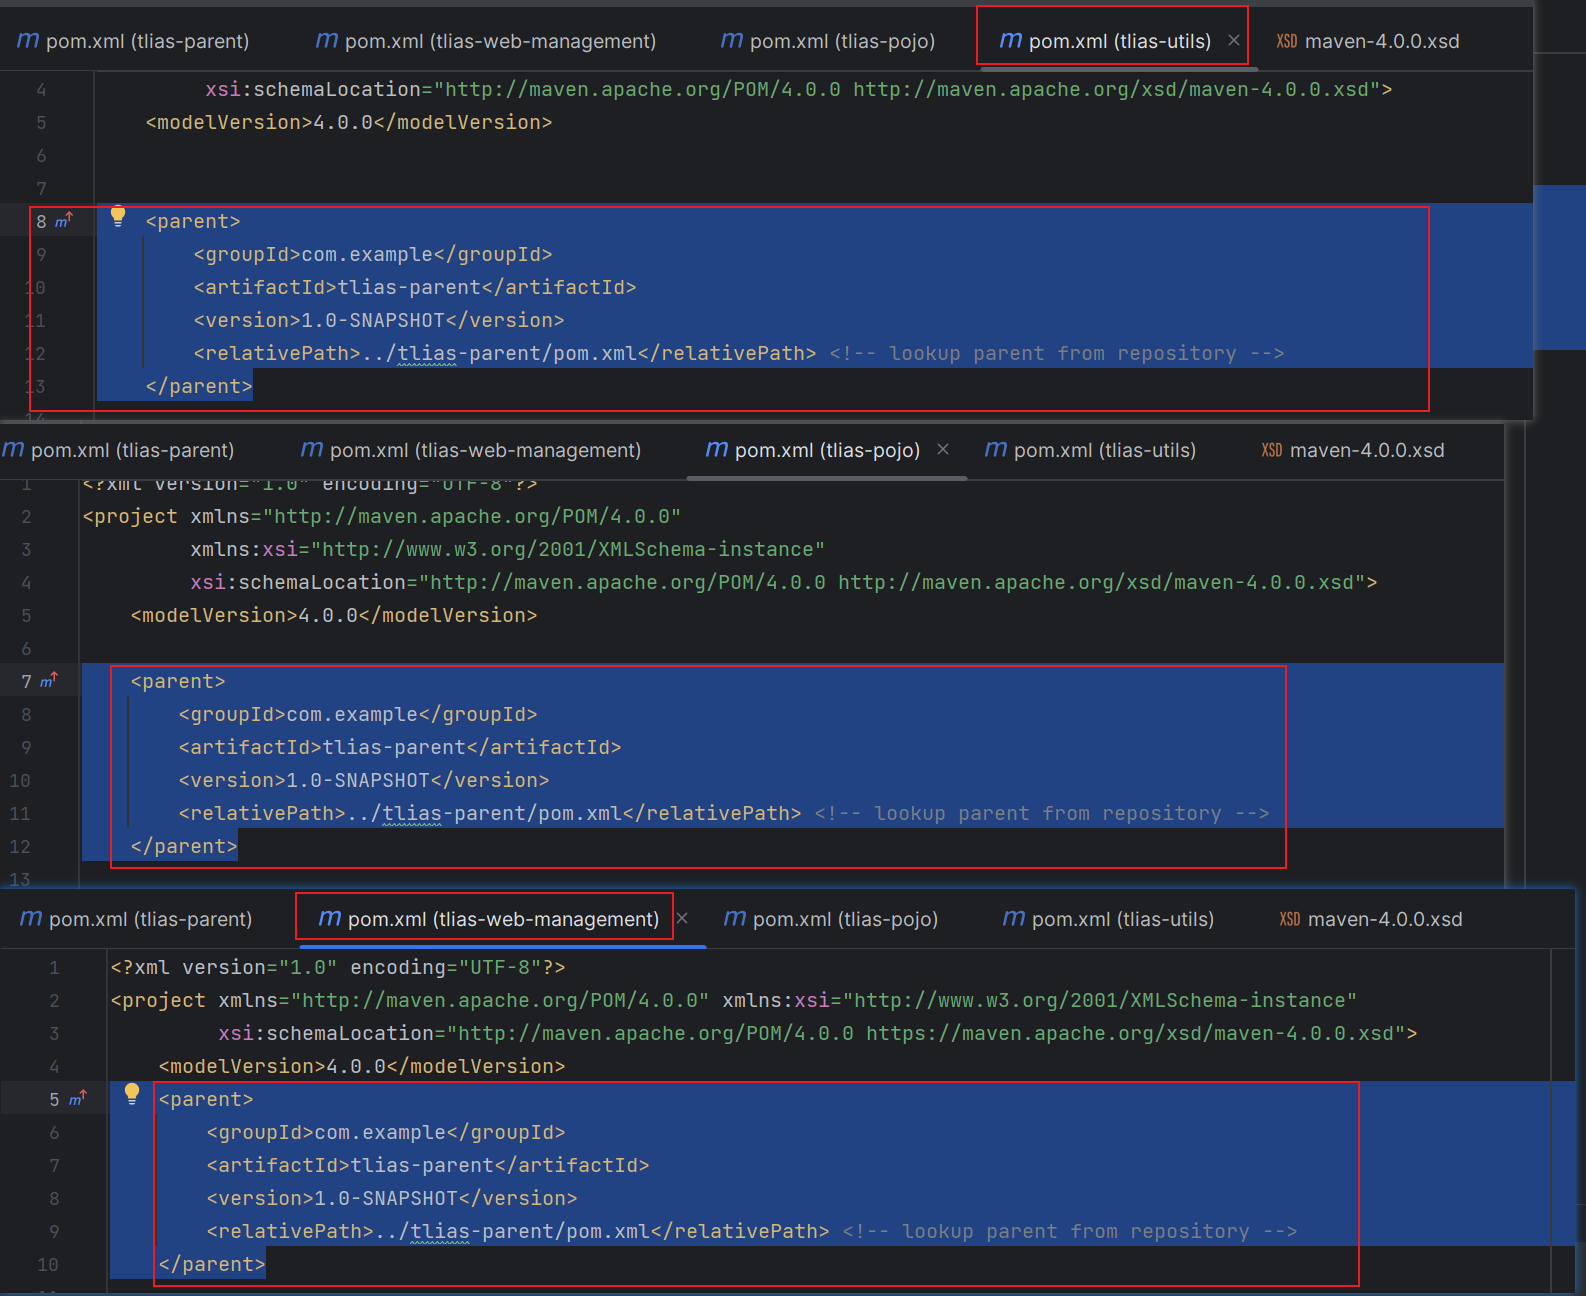 m pom.xml (tlias-parent) m pom.xml (tlias-web-management) m pom.xml (tlias-pojo) m pom.xml (tlias-utils) × XSD maven-4.0.0.xsd
4 xsi:schemaLocation="http://maven.apache.org/POM/4.0.0 http://maven.apache.org/xsd/maven-4.0.0.xsd">
5 <modelVersion>4.0.0</modelVersion>
6
7
8 m <parent>
9 <groupId>com.example</groupId>
10 <artifactId>tlias-parent</artifactId>
11 <version>1.0-SNAPSHOT</version>
12 <relativePath>../tlias-parent/pom.xml</relativePath> <!-- lookup parent from repository -->
13 </parent>
14
m pom.xml (tlias-parent) m pom.xml (tlias-web-management) m pom.xml (tlias-pojo) × m pom.xml (tlias-utils) XSD maven-4.0.0.xsd
1 <?xml version="1.0" encoding="UTF-8"?>
2 <project xmlns="http://maven.apache.org/POM/4.0.0"
3 xmlns:xsi="http://www.w3.org/2001/XMLSchema-instance"
4 xsi:schemaLocation="http://maven.apache.org/POM/4.0.0 http://maven.apache.org/xsd/maven-4.0.0.xsd">
5 <modelVersion>4.0.0</modelVersion>
6
7 m <parent>
8 <groupId>com.example</groupId>
9 <artifactId>tlias-parent</artifactId>
10 <version>1.0-SNAPSHOT</version>
11 <relativePath>../tlias-parent/pom.xml</relativePath> <!-- lookup parent from repository -->
12 </parent>
13
m pom.xml (tlias-parent) m pom.xml (tlias-web-management) × m pom.xml (tlias-pojo) m pom.xml (tlias-utils) XSD maven-4.0.0.xsd
1 <?xml version="1.0" encoding="UTF-8"?>
2 <project xmlns="http://maven.apache.org/POM/4.0.0" xmlns:xsi="http://www.w3.org/2001/XMLSchema-instance"
3 xsi:schemaLocation="http://maven.apache.org/POM/4.0.0 https://maven.apache.org/xsd/maven-4.0.0.xsd">
4 <modelVersion>4.0.0</modelVersion>
5 m <parent>
6 <groupId>com.example</groupId>
7 <artifactId>tlias-parent</artifactId>
8 <version>1.0-SNAPSHOT</version>
9 <relativePath>../tlias-parent/pom.xml</relativePath> <!-- lookup parent from repository -->
10 </parent>